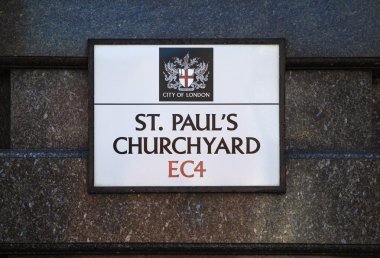 CITY OF LONDON
ST. PAUL'S
CHURCHYARD
EC4